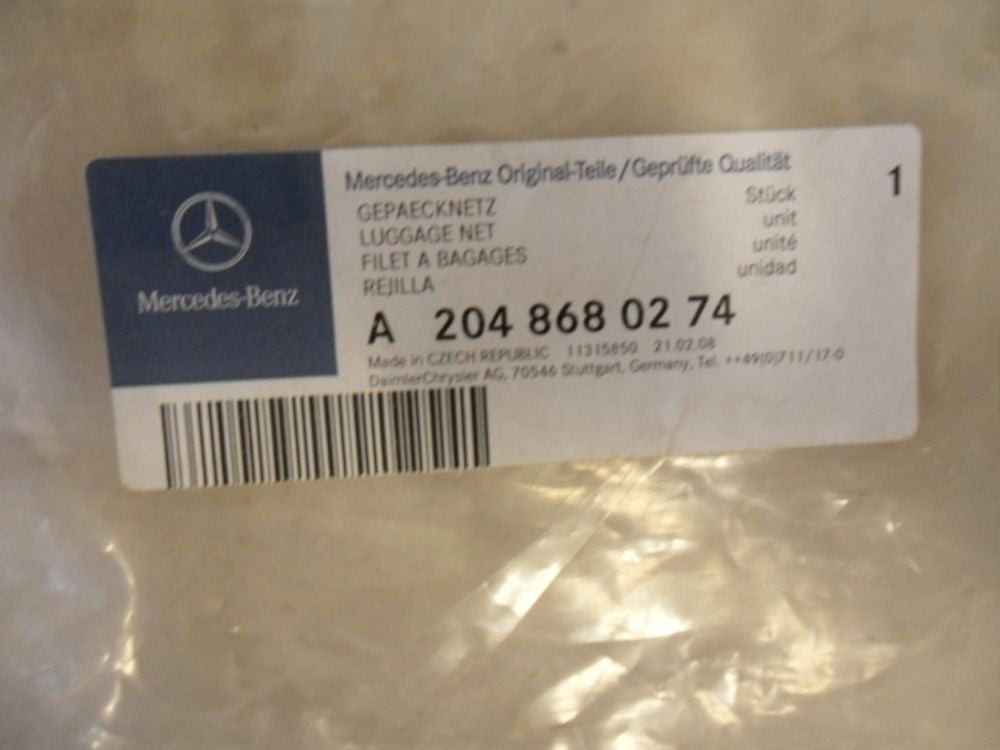 Mercedes-Benz Original-Teile/Geprüfte Qualität
1
GEPAECKNETZ Stück
LUGGAGE NET unit
FILET A BAGAGES unité
REJILLA unidad
Mercedes-Benz
A 204 868 02 74
Made in CZECH REPUBLIC 11315850 21.02.08
DaimlerChrysler AG, 70546 Stuttgart, Germany, Tel. ++49(0)711/17-0